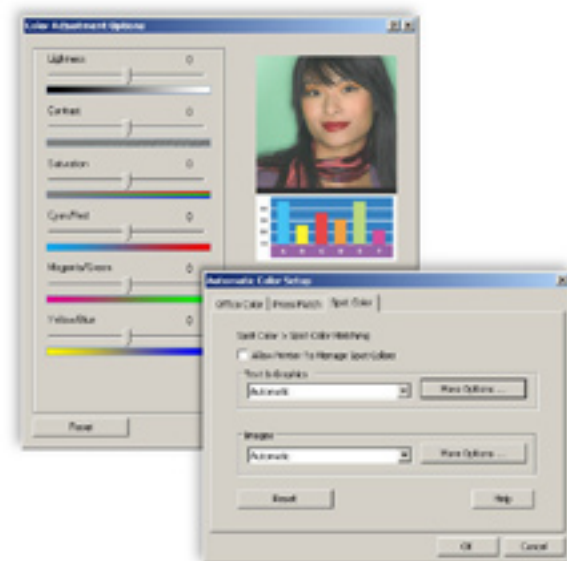 Color Adjustment Options
Lightness 0
Contrast 0
Saturation 0
Cyan/Red 0
Magenta/Green 0
Yellow/Blue 0
Reset
Automatic Color Setup
Office Color
Press Match
Spot Color
Spot Color > Spot Color Matching
Allow Printer To Manage Spot Colors
Text & Graphics
Automatic
More Options ...
Images
Automatic
More Options ...
Reset
Help
OK
Cancel